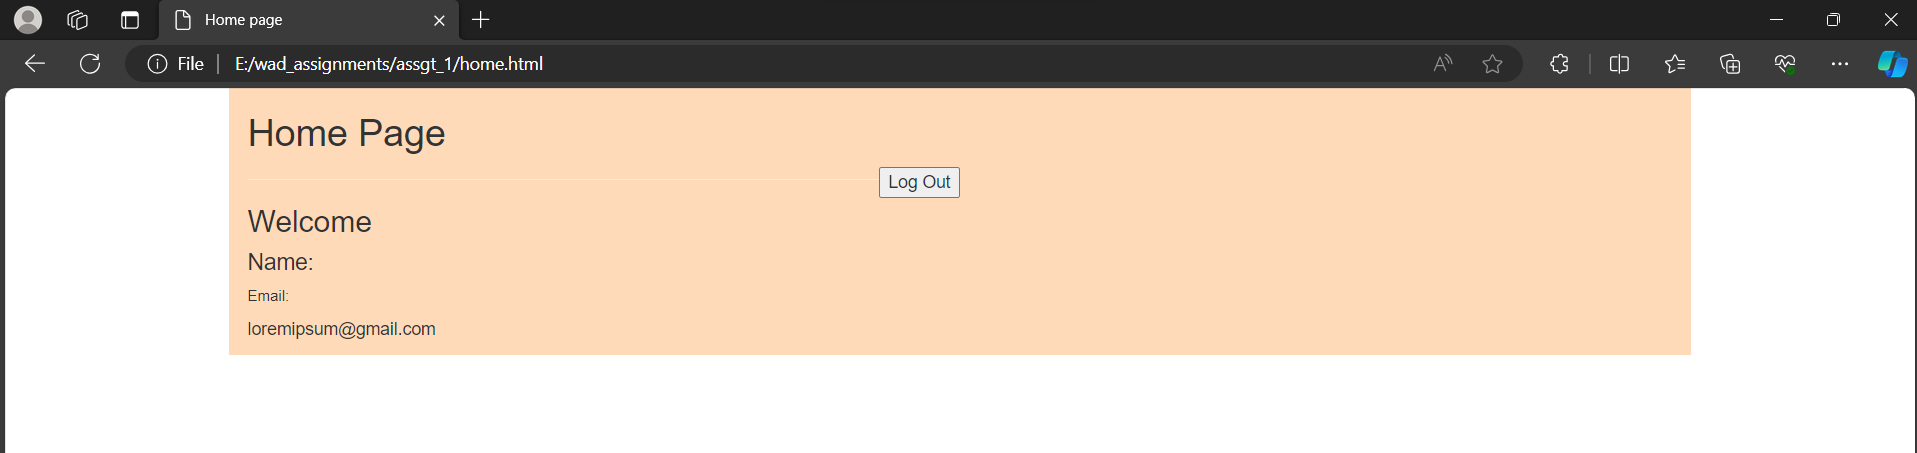 Home page
File
E:/wad_assignments/assgt_1/home.html
Home Page
Log Out
Welcome
Name:
Email:
loremipsum@gmail.com